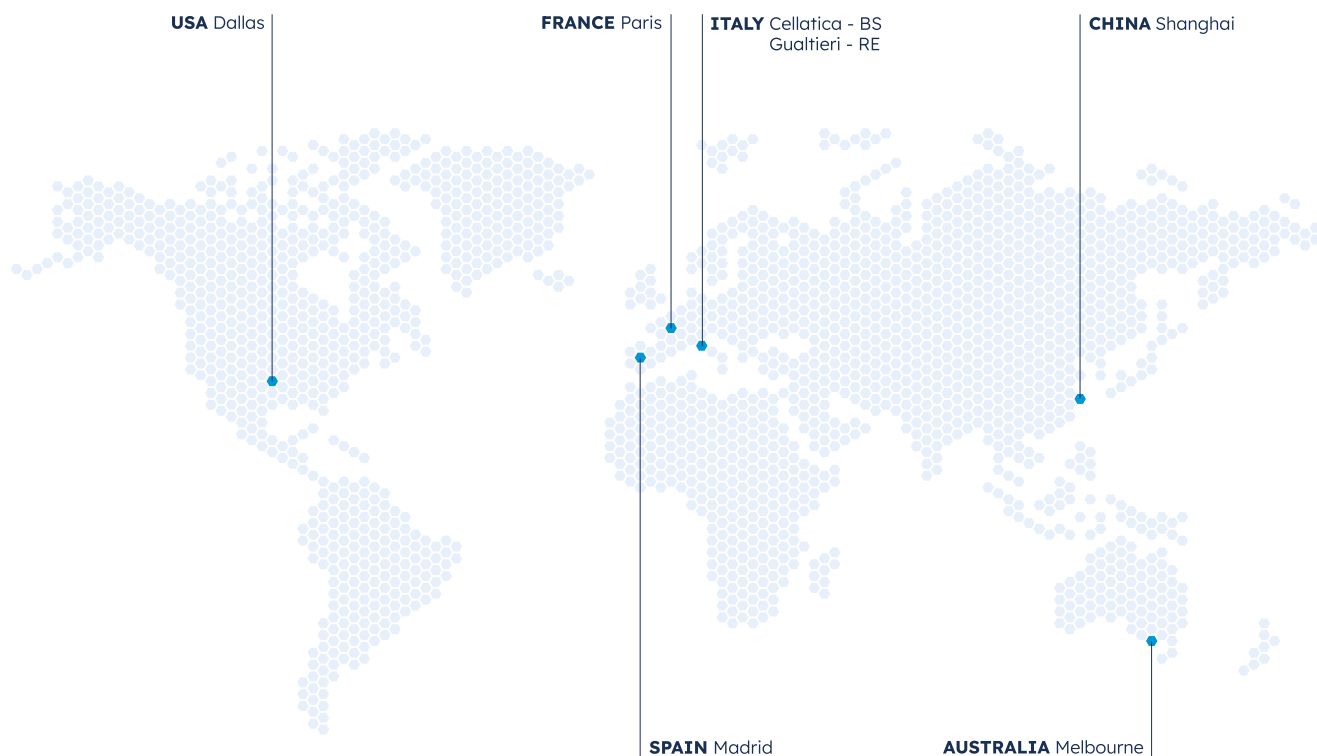 USA Dallas
FRANCE Paris
ITALY Cellatica - BS
Gualtieri - RE
CHINA Shanghai
SPAIN Madrid
AUSTRALIA Melbourne